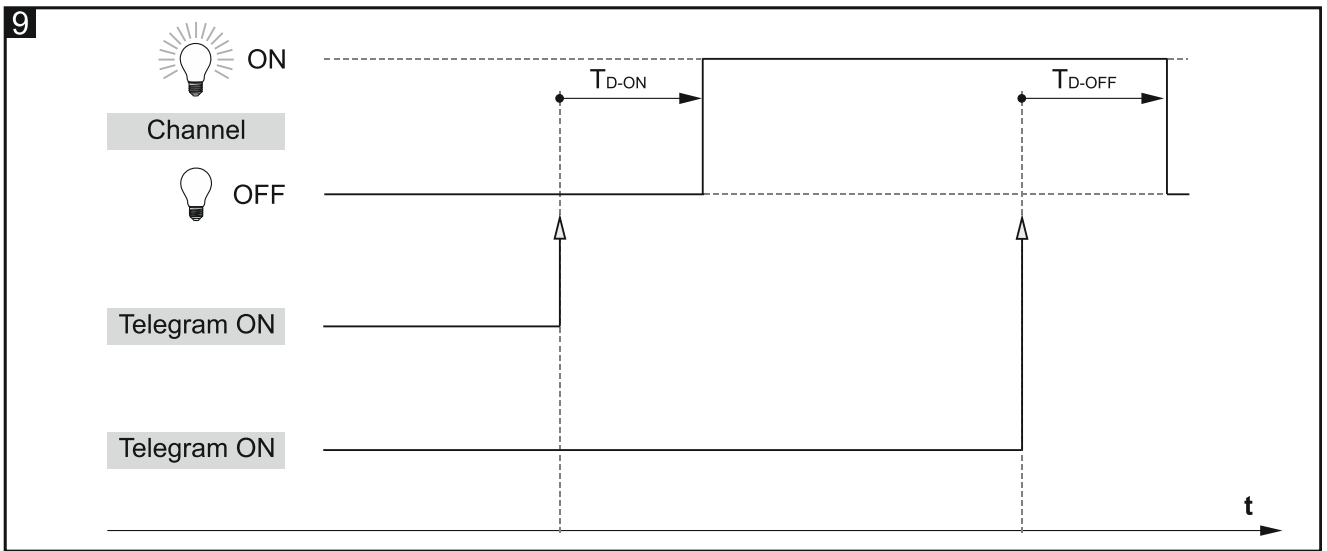 9
ON
TD-ON
TD-OFF
Channel
OFF
Telegram ON
Telegram ON
t